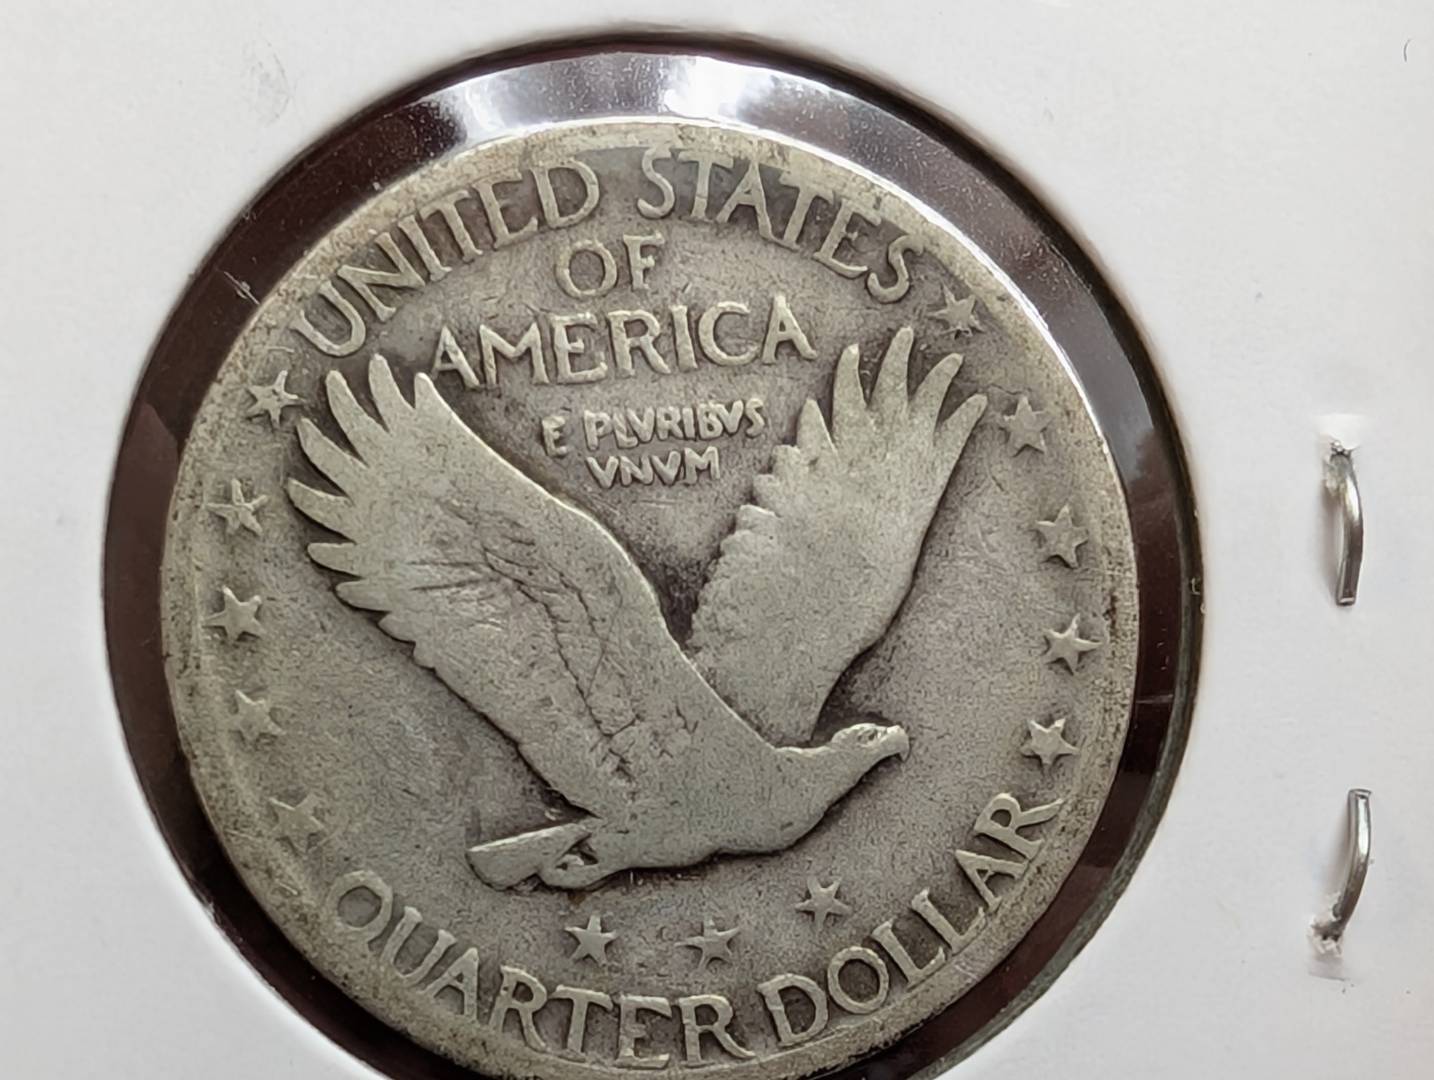 UNITED STATES
OF
AMERICA
E PLVRIBVS
VNVM
QUARTER DOLLAR